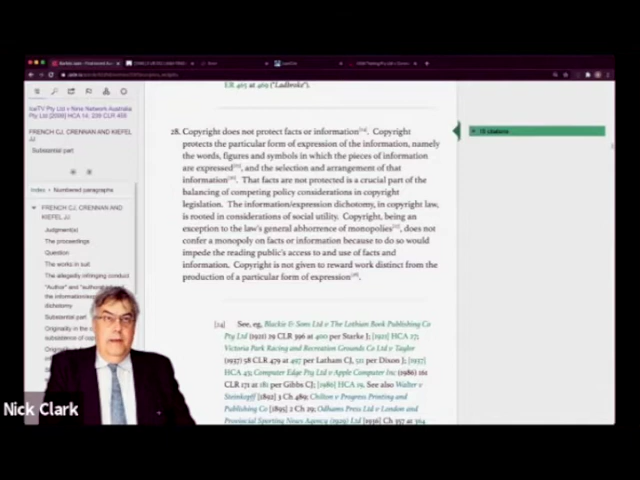 IceTV Pty Ltd v Nine Network Australia
Pty Ltd [2009] HCA 14; 239 CLR 458
FRENCH CJ, CRENNAN AND KIEFEL
JJ
Substantial part
Index • Numbered paragraphs
FRENCH CJ, CRENNAN AND
KIEFEL JJ
Judgment(s)
The proceedings
Question
The works in suit
The allegedly infringing conduct
"Author" and "authorship"
the information/expression
dichotomy
Substantial part
Originality in the
("Ladbroke").
28. Copyright does not protect facts or information[14]. Copyright
protects the particular form of expression of the information, namely
the words, figures and symbols in which the pieces of information
are expressed[15], and the selection and arrangement of that
information[16]. That facts are not protected is a crucial part of the
balancing of competing policy considerations in copyright
legislation. The information/expression dichotomy, in copyright law,
is rooted in considerations of social utility. Copyright, being an
exception to the law's general abhorrence of monopolies[17], does not
confer a monopoly on facts or information because to do so would
impede the reading public's access to and use of facts and
information. Copyright is not given to reward work distinct from the
production of a particular form of expression[18].
[14] See, eg, Blackie & Sons Ltd v The Lothian Book Publishing Co
Pty Ltd (1921) 29 CLR 396 at 400 per Starke J; [1921] HCA 27;
Victoria Park Racing and Recreation Grounds Co Ltd v Taylor
(1937) 58 CLR 479 at 497 per Latham CJ, 511 per Dixon J; [1937]
HCA 45; Computer Edge Pty Ltd v Apple Computer Inc (1986) 161
CLR 171 at 181 per Gibbs CJ; [1986] HCA 19. See also Walter v
Steinkopff [1892] 3 Ch 489; Chilton v Progress Printing and
Publishing Co [1895] 2 Ch 29; Odhams Press Ltd v London and
Provincial Sporting News Agency (1929) Ltd [1936] Ch 357 at 364
citations
Nick Clark